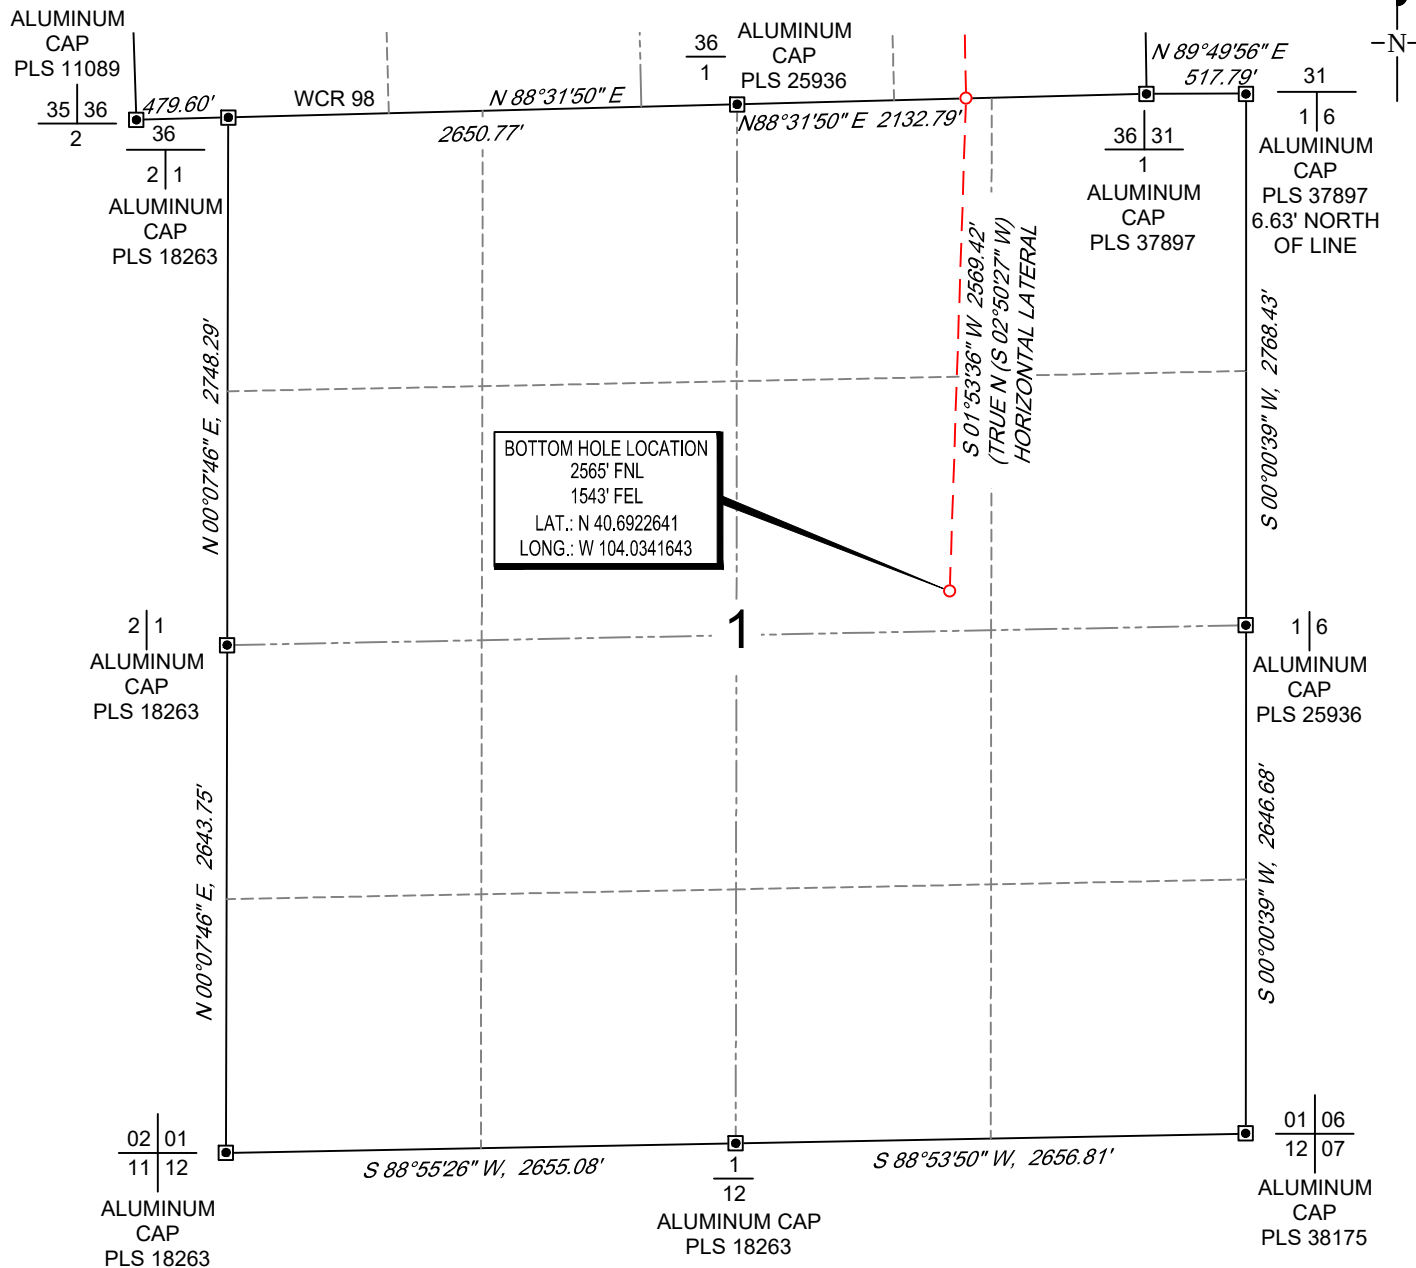 ALUMINUM
CAP
PLS 11089
35 36
2
479.60'
36
2 1
ALUMINUM
CAP
PLS 18263
WCR 98
N 88°31'50" E
2650.77'
36
1
ALUMINUM
CAP
PLS 25936
N88°31'50" E 2132.79'
N 89°49'56" E
517.79'
-N-
36 31
1
ALUMINUM
CAP
PLS 37897
31
1 6
ALUMINUM
CAP
PLS 37897
6.63' NORTH
OF LINE
N 00°07'46" E, 2748.29'
S 01°53'36" W 2569.42'
(TRUE N (S 02°50'27" W)
HORIZONTAL LATERAL
S 00°00'39" W, 2768.43'
BOTTOM HOLE LOCATION
2565' FNL
1543' FEL
LAT.: N 40.6922641
LONG.: W 104.0341643
2 1
ALUMINUM
CAP
PLS 18263
1
1 6
ALUMINUM
CAP
PLS 25936
N 00°07'46" E, 2643.75'
S 00°00'39" W, 2646.68'
02 01
11 12
ALUMINUM
CAP
PLS 18263
S 88°55'26" W, 2655.08'
1
12
ALUMINUM CAP
PLS 18263
S 88°53'50" W, 2656.81'
01 06
12 07
ALUMINUM
CAP
PLS 38175